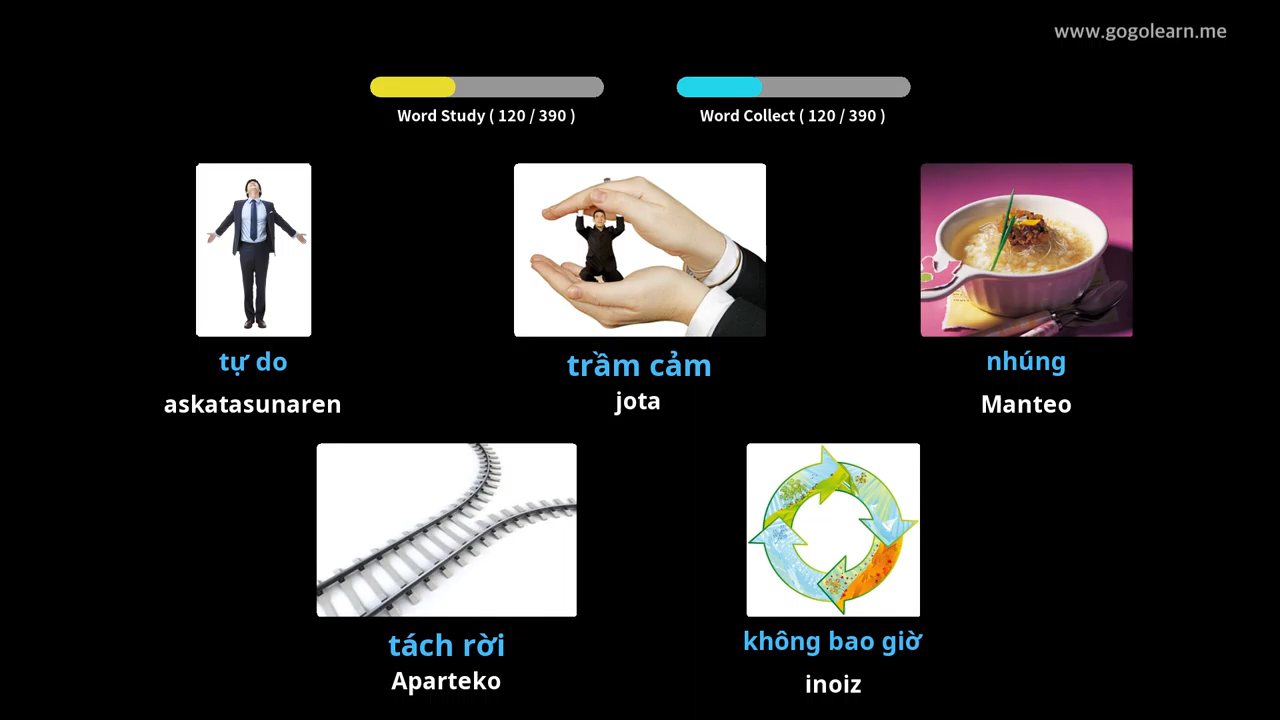 www.gogolearn.me
Word Study ( 120 / 390 )
Word Collect ( 120 / 390 )
tự do
askatasunaren
trầm cảm
jota
nhúng
Manteo
tách rời
Aparteko
không bao giờ
inoiz